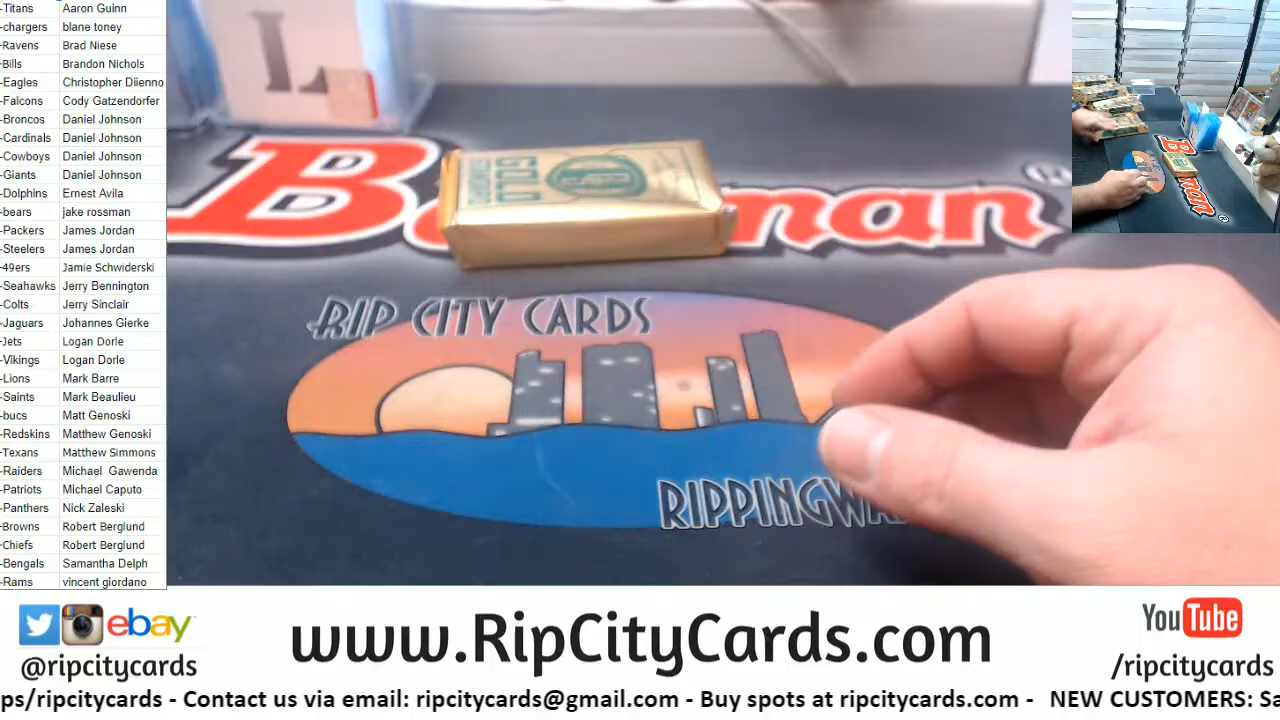 -Titans Aaron Guinn
-chargers blane toney
-Ravens Brad Niese
-Bills Brandon Nichols
-Eagles Christopher Diienno
-Falcons Cody Gatzendorfer
-Broncos Daniel Johnson
-Cardinals Daniel Johnson
-Cowboys Daniel Johnson
-Giants Daniel Johnson
-Dolphins Ernest Avila
-bears jake rossman
-Packers James Jordan
-Steelers James Jordan
-49ers Jamie Schwiderski
-Seahawks Jerry Bennington
-Colts Jerry Sinclair
-Jaguars Johannes Gierke
-Jets Logan Dorle
-Vikings Logan Dorle
-Lions Mark Barre
-Saints Mark Beaulieu
-bucs Matt Genoski
-Redskins Matthew Genoski
-Texans Matthew Simmons
-Raiders Michael Gawenda
-Patriots Michael Caputo
-Panthers Nick Zaleski
-Browns Robert Berglund
-Chiefs Robert Berglund
-Bengals Samantha Delph
-Rams vincent giordano
GOLD
B man ®
RIP CITY CARDS
RIPPINGWA
B man
ebay
@ripcitycards
www.RipCityCards.com
YouTube
/ripcitycards
ps/ripcitycards - Contact us via email: ripcitycards@gmail.com - Buy spots at ripcitycards.com - NEW CUSTOMERS: Sa